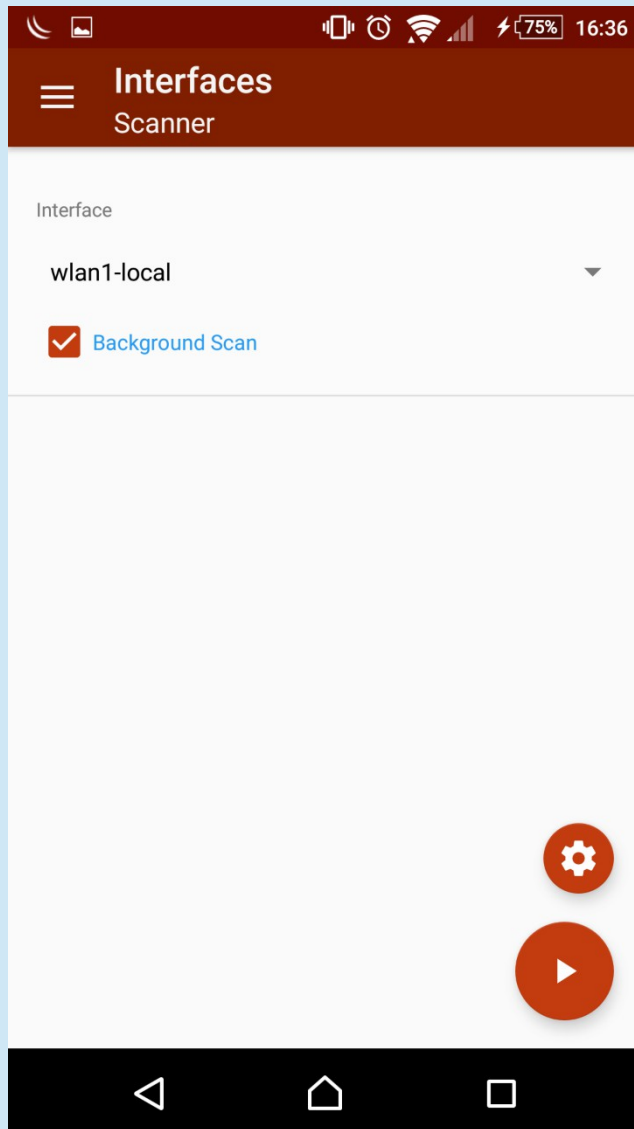 75% 16:36
Interfaces
Scanner
Interface
wlan1-local
Background Scan